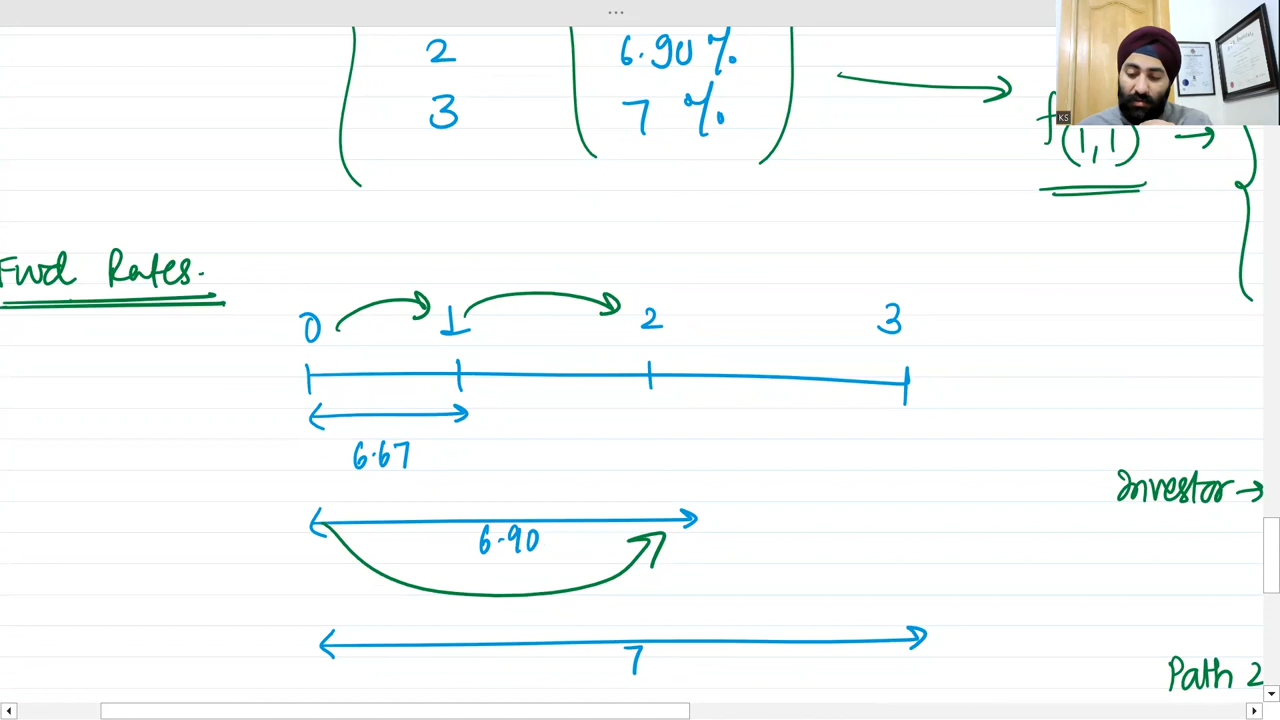 2 6.90 %
3 7 %
f(1,1) →
Fwd Rates.
0 1 2 3
6.67
6.90
Investor →
7
Path 2
KS